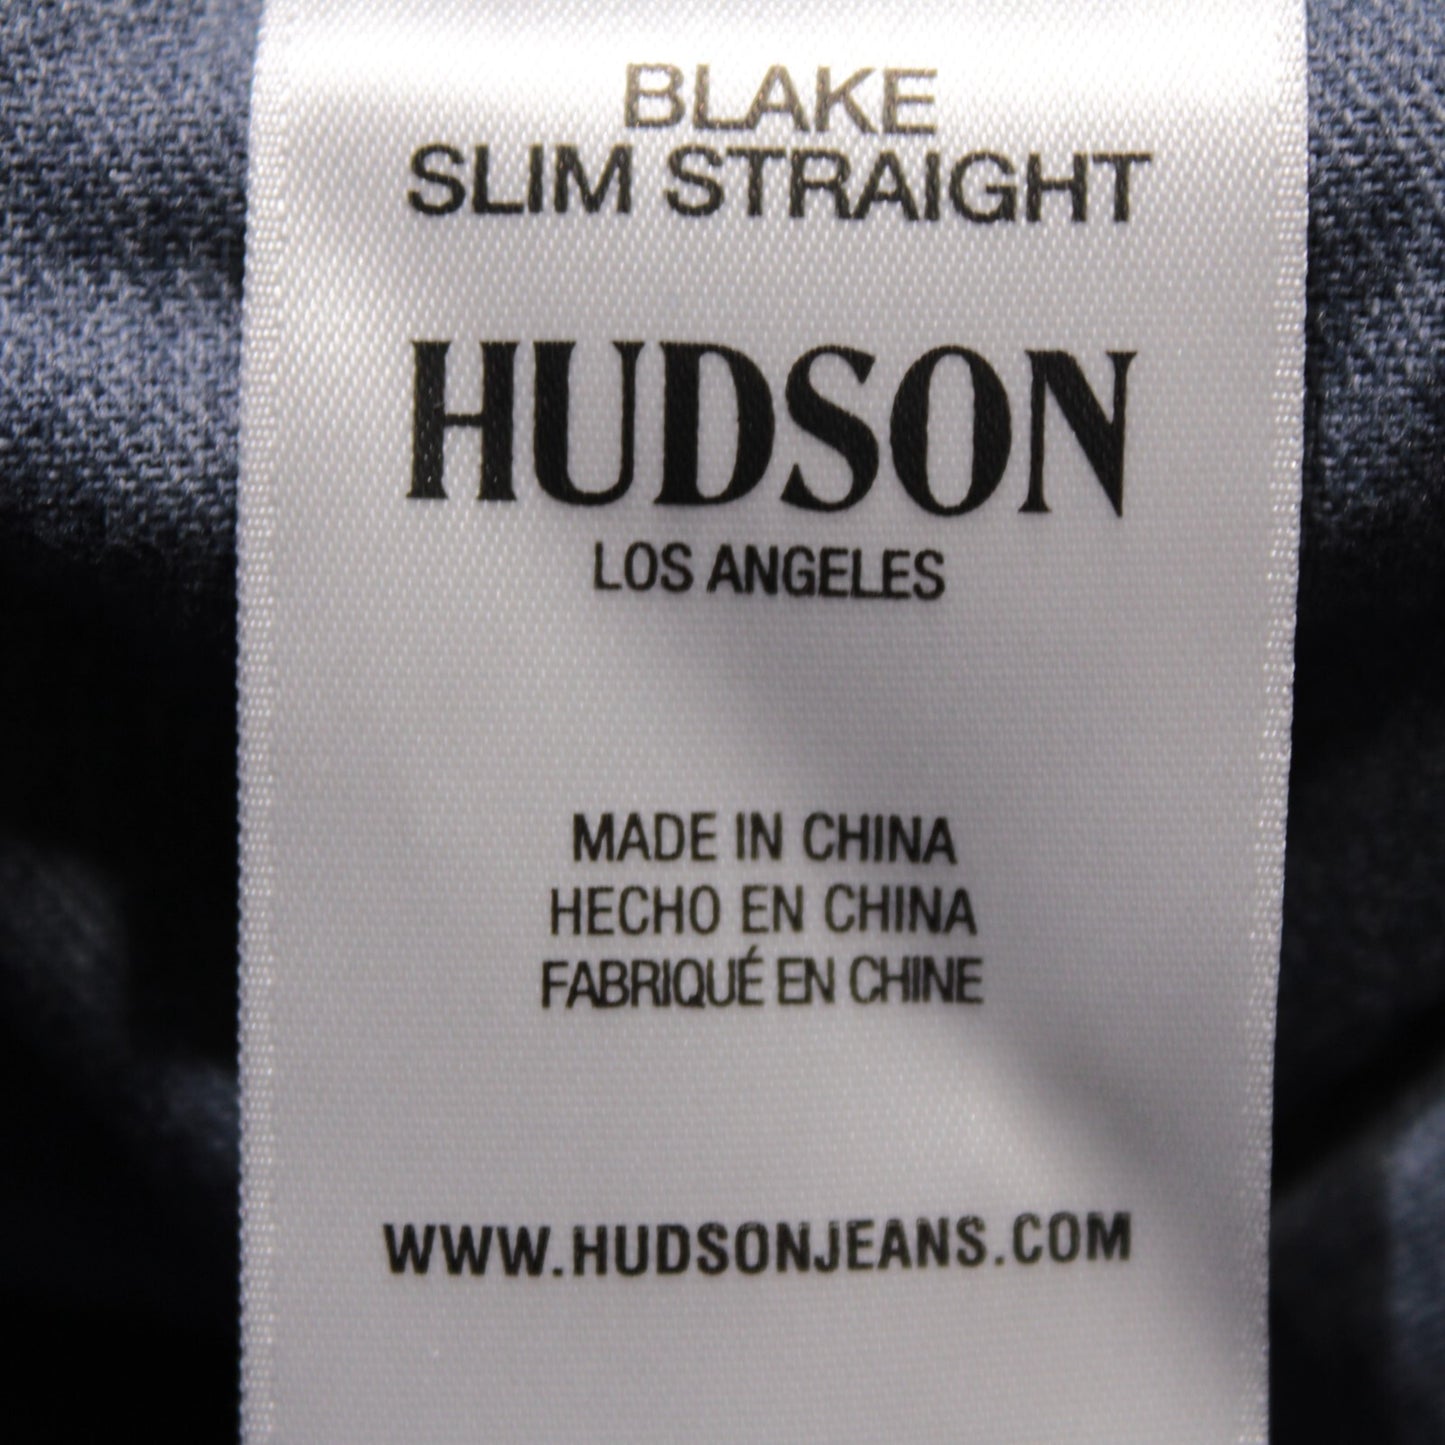 BLAKE
SLIM STRAIGHT
HUDSON
LOS ANGELES
MADE IN CHINA
HECHO EN CHINA
FABRIQUÉ EN CHINE
WWW.HUDSONJEANS.COM